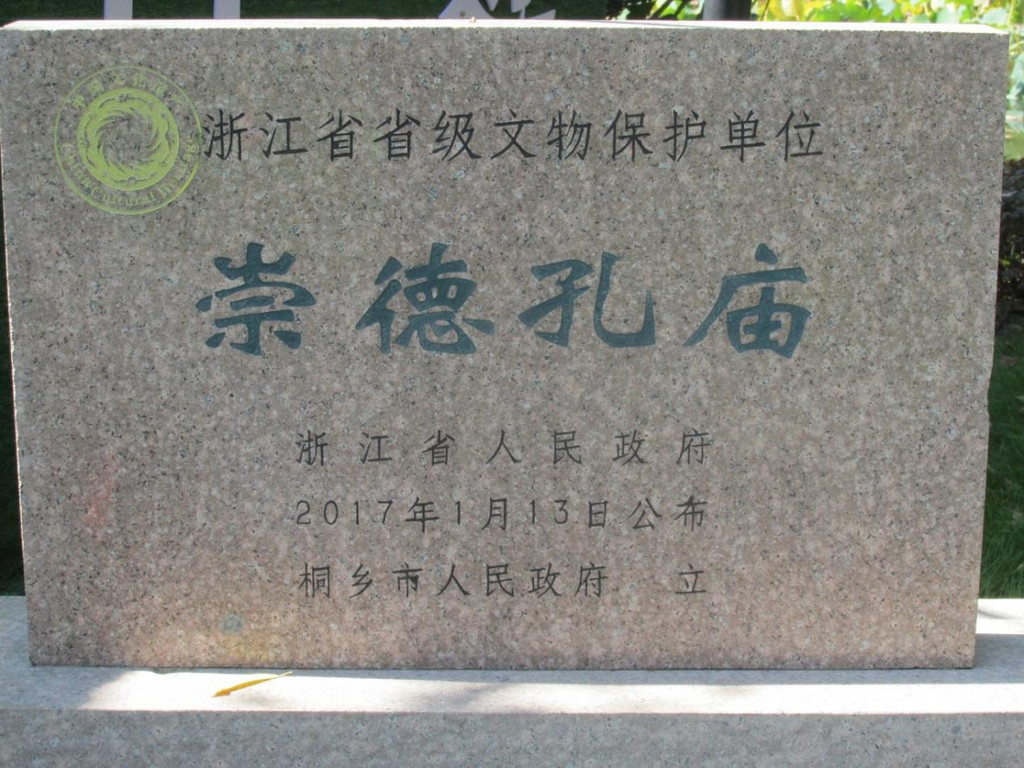 浙江省省级文物保护单位
崇德孔庙
浙江省人民政府
2017年1月13日公布
桐乡市人民政府 立